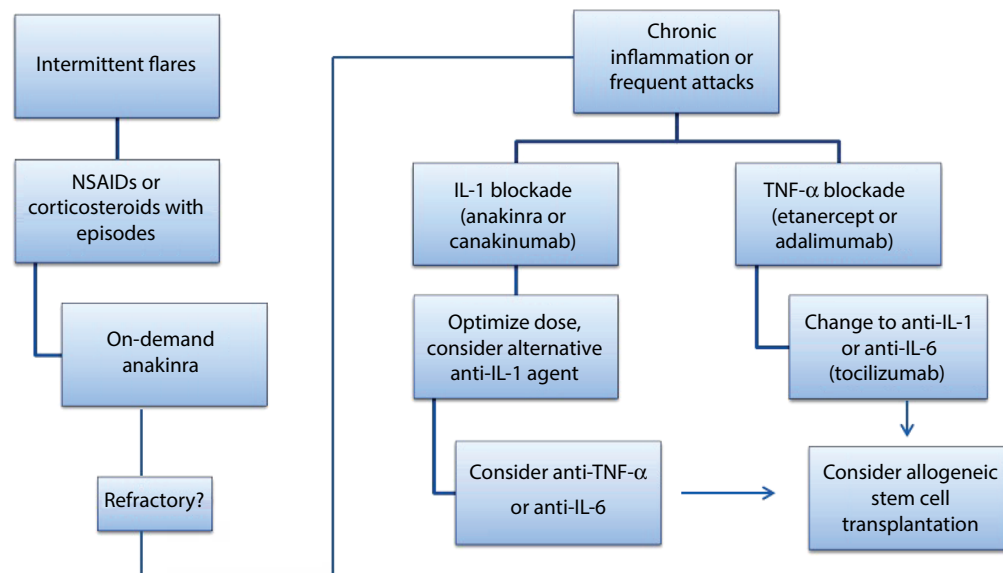 Intermittent flares
NSAIDs or
corticosteroids with
episodes
On-demand
anakinra
Refractory?
Chronic
inflammation or
frequent attacks
IL-1 blockade
(anakinra or
canakinumab)
Optimize dose,
consider alternative
anti-IL-1 agent
Consider anti-TNF-α
or anti-IL-6
TNF-α blockade
(etanercept or
adalimumab)
Change to anti-IL-1
or anti-IL-6
(tocilizumab)
Consider allogeneic
stem cell
transplantation